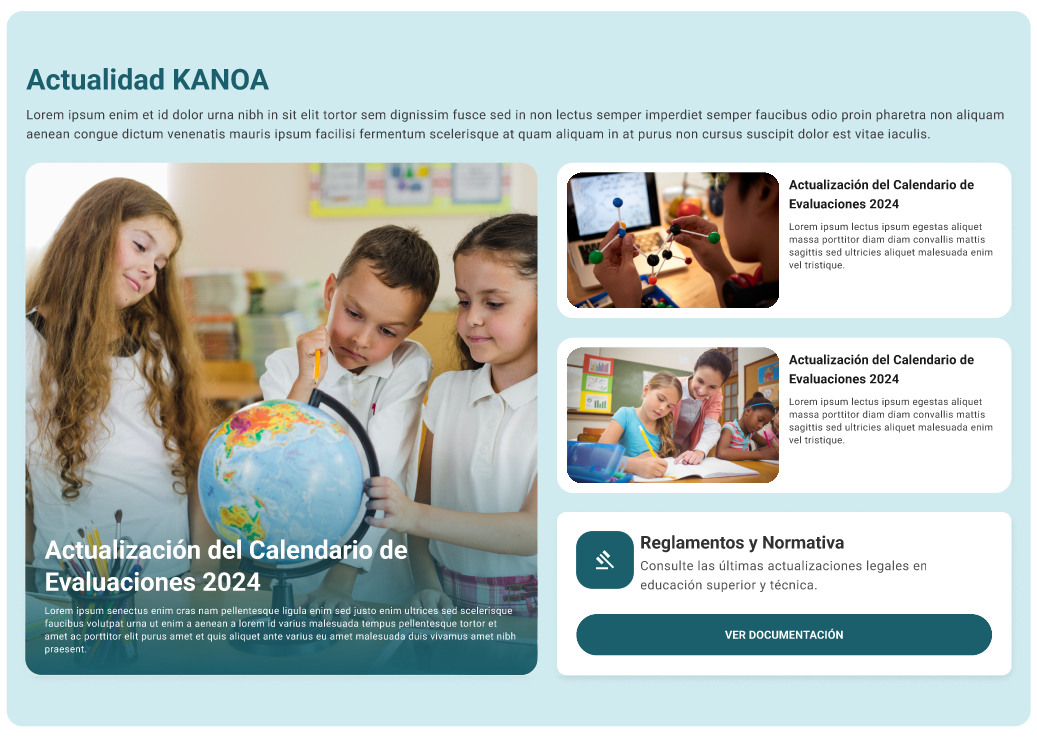 Actualidad KANOA
Lorem ipsum enim et id dolor urna nibh in sit elit tortor sem dignissim fusce sed in non lectus semper imperdiet semper faucibus odio proin pharetra non aliquam
aenean congue dictum venenatis mauris ipsum facilisi fermentum scelerisque at quam aliquam in at purus non cursus suscipit dolor est vitae iaculis.
Actualización del Calendario de
Evaluaciones 2024
Lorem ipsum senectus enim cras nam pellentesque ligula enim sed justo enim ultrices sed scelerisque
faucibus volutpat urna ut enim a aenean a lorem id varius malesuada tempus pellentesque tortor et
amet ac porttitor elit purus amet et quis aliquet ante varius eu amet malesuada duis vivamus amet nibh
praesent.
Actualización del Calendario de
Evaluaciones 2024
Lorem ipsum lectus ipsum egestas aliquet
massa porttitor diam diam convallis mattis
sagittis sed ultricies aliquet malesuada enim
vel tristique.
Actualización del Calendario de
Evaluaciones 2024
Lorem ipsum lectus ipsum egestas aliquet
massa porttitor diam diam convallis mattis
sagittis sed ultricies aliquet malesuada enim
vel tristique.
Reglamentos y Normativa
Consulte las últimas actualizaciones legales en
educación superior y técnica.
VER DOCUMENTACIÓN